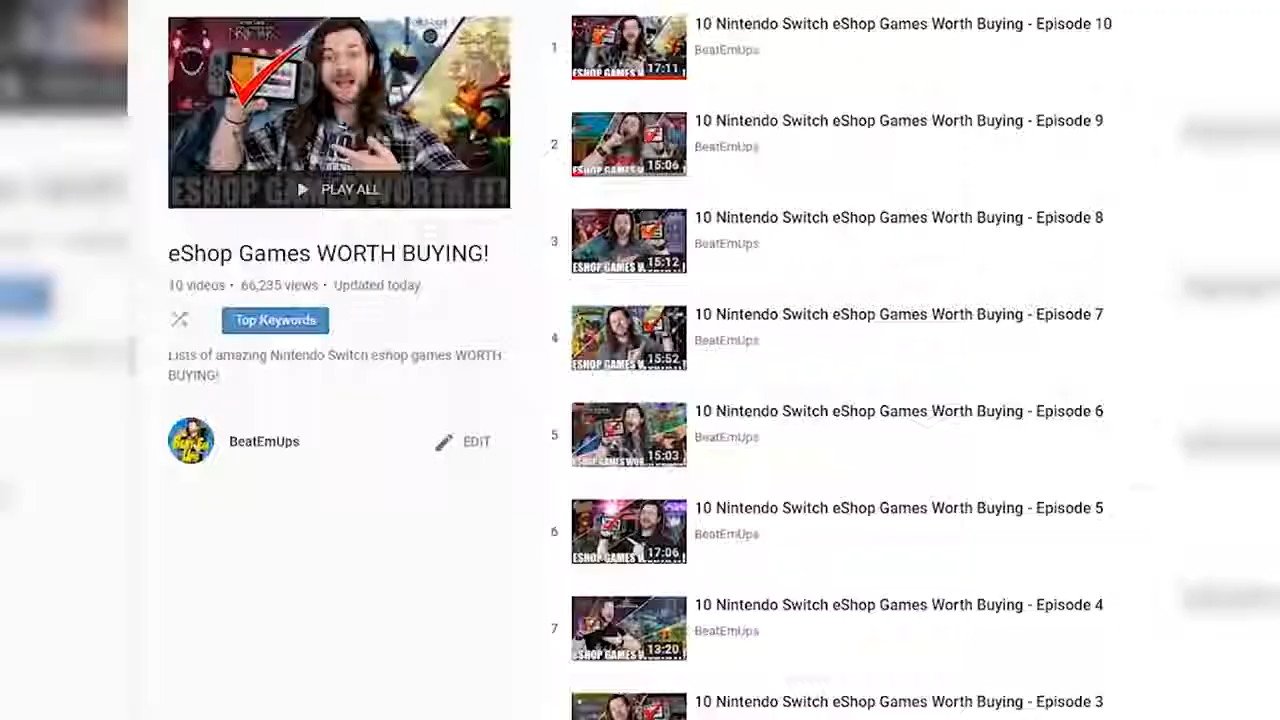 ESHOP GAMES WORTH IT!
PLAY ALL
eShop Games WORTH BUYING!
10 videos • 66,235 views • Updated today
Top Keywords
Lists of amazing Nintendo Switch eshop games WORTH
BUYING!
BeatEmUps
EDIT
1
17:11
10 Nintendo Switch eShop Games Worth Buying - Episode 10
BeatEmUps
2
15:06
10 Nintendo Switch eShop Games Worth Buying - Episode 9
BeatEmUps
3
15:12
10 Nintendo Switch eShop Games Worth Buying - Episode 8
BeatEmUps
4
15:52
10 Nintendo Switch eShop Games Worth Buying - Episode 7
BeatEmUps
5
15:03
10 Nintendo Switch eShop Games Worth Buying - Episode 6
BeatEmUps
6
17:06
10 Nintendo Switch eShop Games Worth Buying - Episode 5
BeatEmUps
7
13:20
10 Nintendo Switch eShop Games Worth Buying - Episode 4
BeatEmUps
10 Nintendo Switch eShop Games Worth Buying - Episode 3